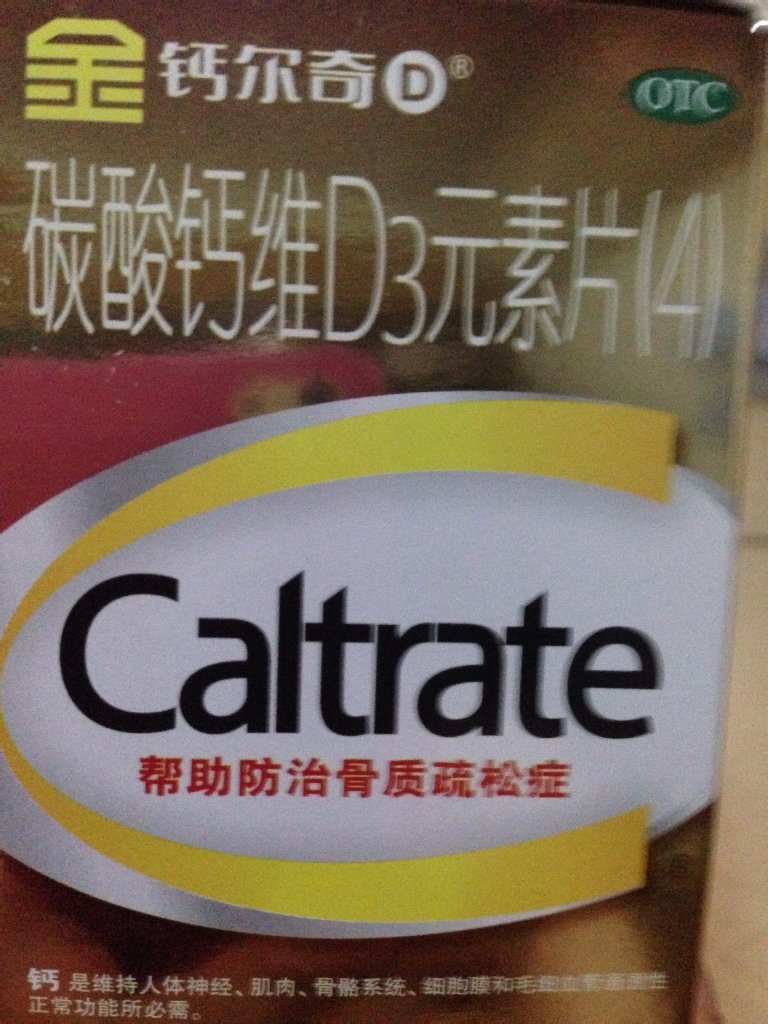 金 钙尔奇D®
OTC
碳酸钙维D3元素片(4)
Caltrate
帮助防治骨质疏松症
钙 是维持人体神经、肌肉、骨骼系统、细胞膜和毛细血管通透性
正常功能所必需。